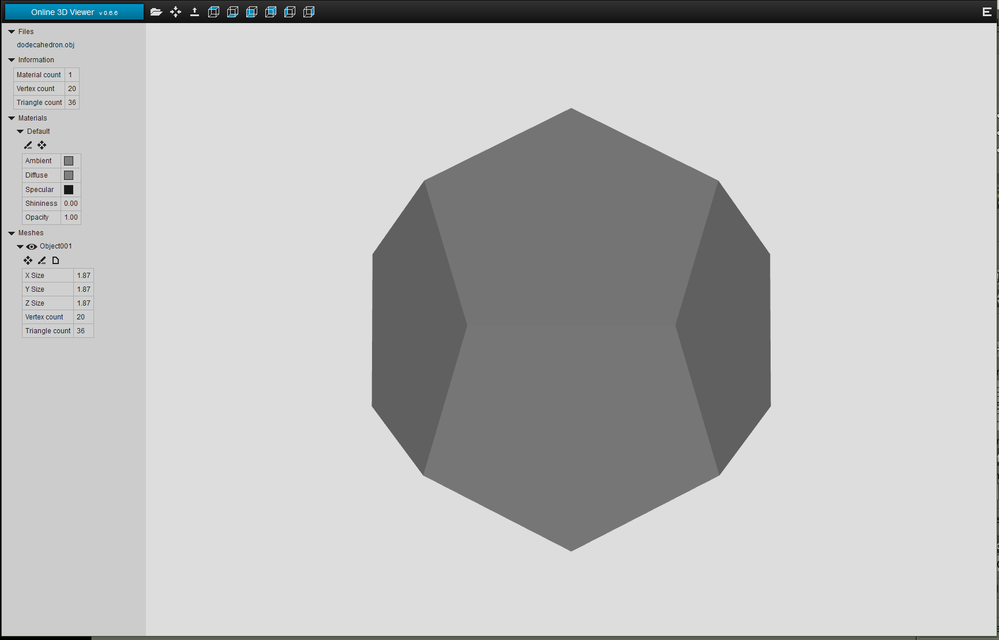 Online 3D Viewer v 0.6.6
Files
dodecahedron.obj
Information
Material count 1
Vertex count 20
Triangle count 36
Materials
Default
Ambient
Diffuse
Specular
Shininess 0.00
Opacity 1.00
Meshes
Object001
X Size 1.87
Y Size 1.87
Z Size 1.87
Vertex count 20
Triangle count 36